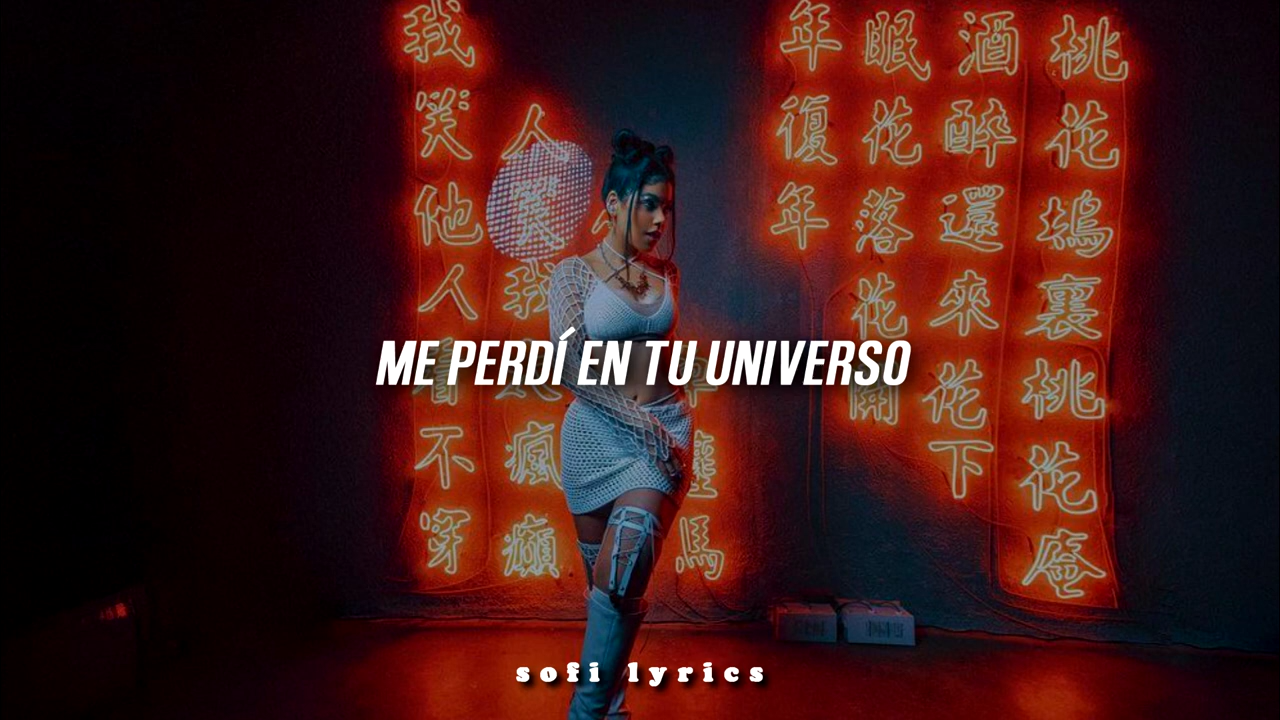 桃花塢裏桃花庵
酒醉還來花下
眠花落花開
年復年
馬
人笑我瘋癲
我笑他人看不穿
ME PERDÍ EN TU UNIVERSO
sofi lyrics